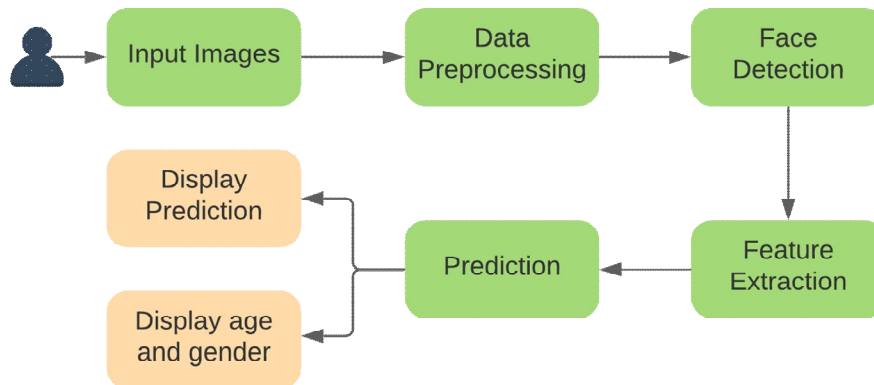 Input Images
Data
Preprocessing
Face
Detection
Feature
Extraction
Prediction
Display
Prediction
Display age
and gender